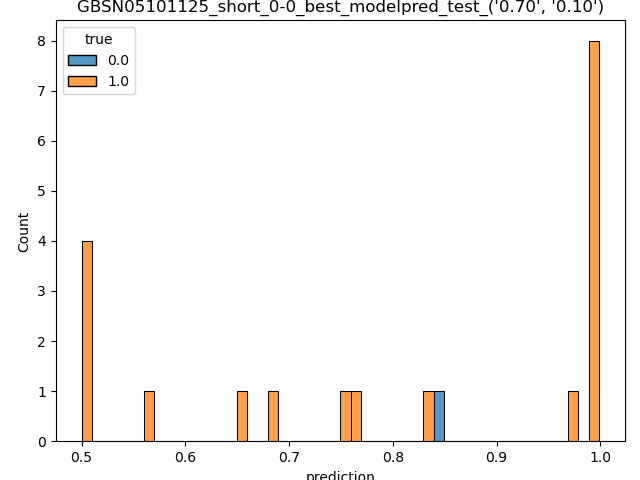 GBSN05101125_short_0-0_best_modelpred_test_('0.70', '0.10')
true
0.0
1.0
8
7
6
5
4
3
2
1
0
Count
0.5 0.6 0.7 0.8 0.9 1.0
prediction